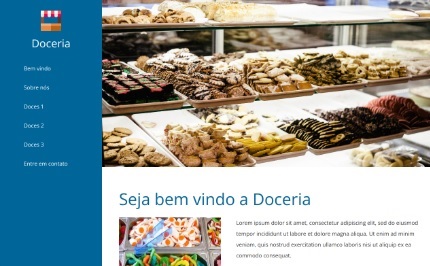 Doceria
Bem vindo
Sobre nós
Doces 1
Doces 2
Doces 3
Entre em contato
Seja bem vindo a Doceria
Lorem ipsum dolor sit amet, consectetur adipiscing elit, sed do eiusmod
tempor incididunt ut labore et dolore magna aliqua. Ut enim ad minim
veniam, quis nostrud exercitation ullamco laboris nisi ut aliquip ex ea
commodo consequat.